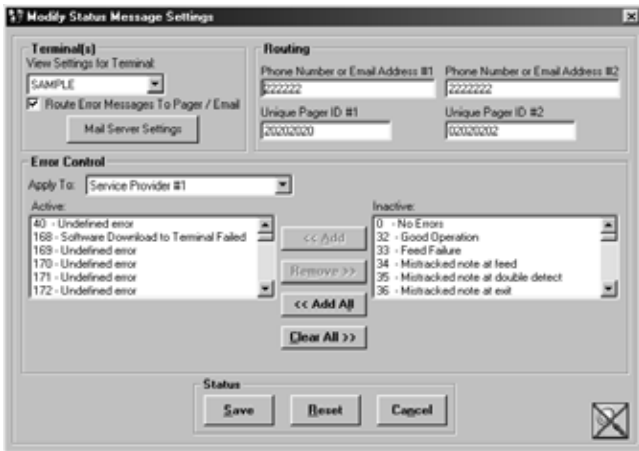 Modify Status Message Settings
Terminal(s)
View Settings for Terminal:
SAMPLE
Route Error Messages To Pager / Email
Mail Server Settings
Routing
Phone Number or Email Address #1
Phone Number or Email Address #2
222222
2222222
Unique Pager ID #1
Unique Pager ID #2
20202020
02020202
Error Control
Apply To: Service Provider #1
Active:
40 - Undefined error
168 - Software Download to Terminal Failed
169 - Undefined error
170 - Undefined error
171 - Undefined error
172 - Undefined error
<< Add
Remove >>
<< Add All
Clear All >>
Inactive:
0 - No Errors
32 - Good Operation
33 - Feed Failure
34 - Mistracked note at feed
35 - Mistracked note at double detect
36 - Mistracked note at exit
Status
Save
Reset
Cancel